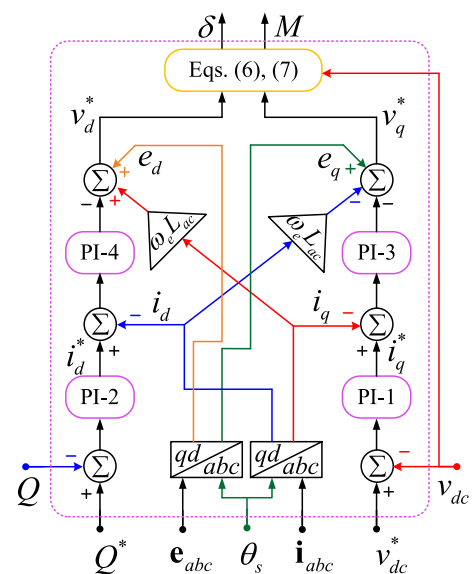 δ M
Eqs. (6), (7)
v_d^* v_q^*
e_d e_q
+ + + −
Σ Σ
− −
ω_e L_ac ω_e L_ac
PI-4 PI-3
i_d i_q
− −
Σ Σ
+ +
i_d^* i_q^*
PI-2 PI-1
qd abc qd abc
− −
Σ Σ
+ +
Q v_dc
Q^* e_abc θ_s i_abc v_dc^*